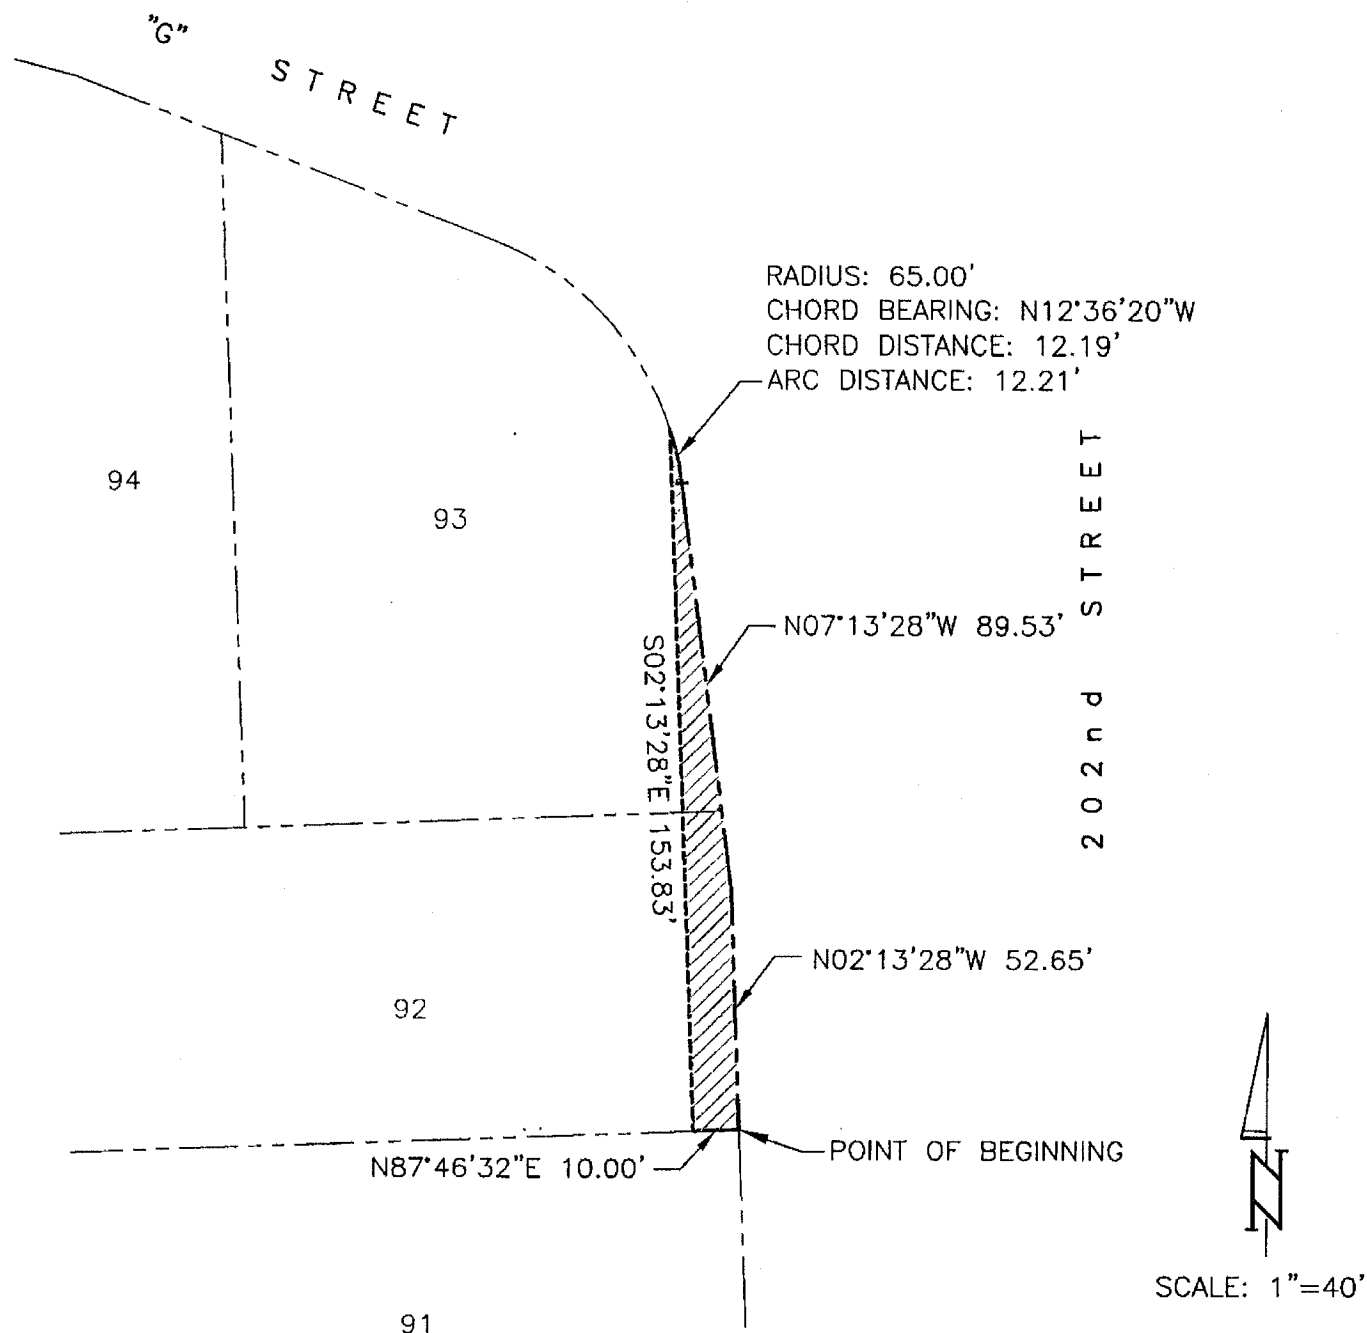 "G" STREET
RADIUS: 65.00'
CHORD BEARING: N12°36'20"W
CHORD DISTANCE: 12.19'
ARC DISTANCE: 12.21'
94
93
202nd STREET
N07°13'28"W 89.53'
S02°13'28"E 153.83'
N02°13'28"W 52.65'
92
POINT OF BEGINNING
N87°46'32"E 10.00'
N
SCALE: 1"=40'
91